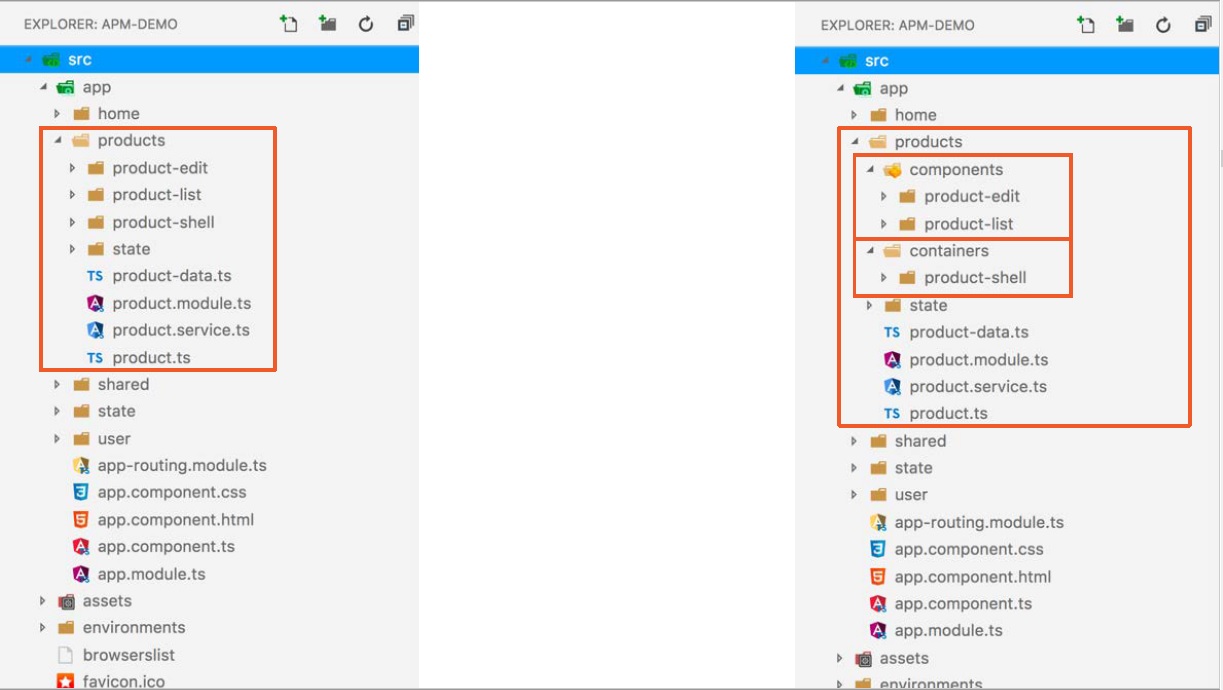 EXPLORER: APM-DEMO
src
app
home
products
product-edit
product-list
product-shell
state
TS product-data.ts
product.module.ts
product.service.ts
TS product.ts
shared
state
user
app-routing.module.ts
app.component.css
app.component.html
app.component.ts
app.module.ts
assets
environments
browserslist
favicon.ico
EXPLORER: APM-DEMO
src
app
home
products
components
product-edit
product-list
containers
product-shell
state
TS product-data.ts
product.module.ts
product.service.ts
TS product.ts
shared
state
user
app-routing.module.ts
app.component.css
app.component.html
app.component.ts
app.module.ts
assets
environments